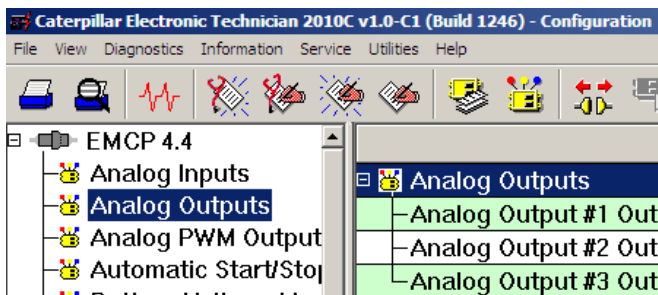 Caterpillar Electronic Technician 2010C v1.0-C1 (Build 1246) - Configuration
File View Diagnostics Information Service Utilities Help
EMCP 4.4
Analog Inputs
Analog Outputs
Analog PWM Output
Automatic Start/Sto
Analog Outputs
Analog Output #1 Out
Analog Output #2 Out
Analog Output #3 Out